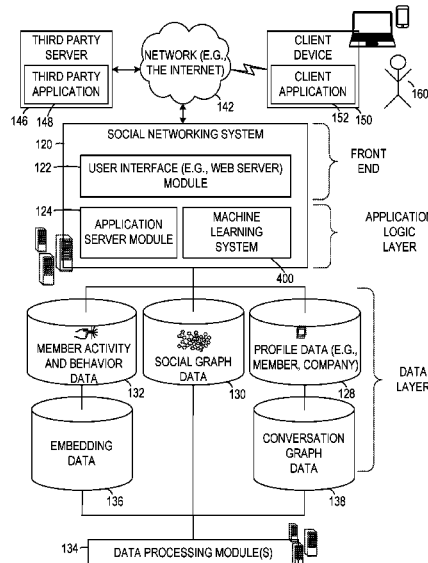 THIRD PARTY
SERVER
THIRD PARTY
APPLICATION
146
148
NETWORK (E.G.,
THE INTERNET)
142
CLIENT
DEVICE
CLIENT
APPLICATION
152
150
160
120
SOCIAL NETWORKING SYSTEM
122
USER INTERFACE (E.G., WEB SERVER)
MODULE
FRONT
END
124
APPLICATION
SERVER MODULE
MACHINE
LEARNING
SYSTEM
400
APPLICATION
LOGIC
LAYER
MEMBER ACTIVITY
AND BEHAVIOR
DATA
132
SOCIAL GRAPH
DATA
130
PROFILE DATA (E.G.,
MEMBER, COMPANY)
128
DATA
LAYER
EMBEDDING
DATA
136
CONVERSATION
GRAPH
DATA
138
134
DATA PROCESSING MODULE(S)